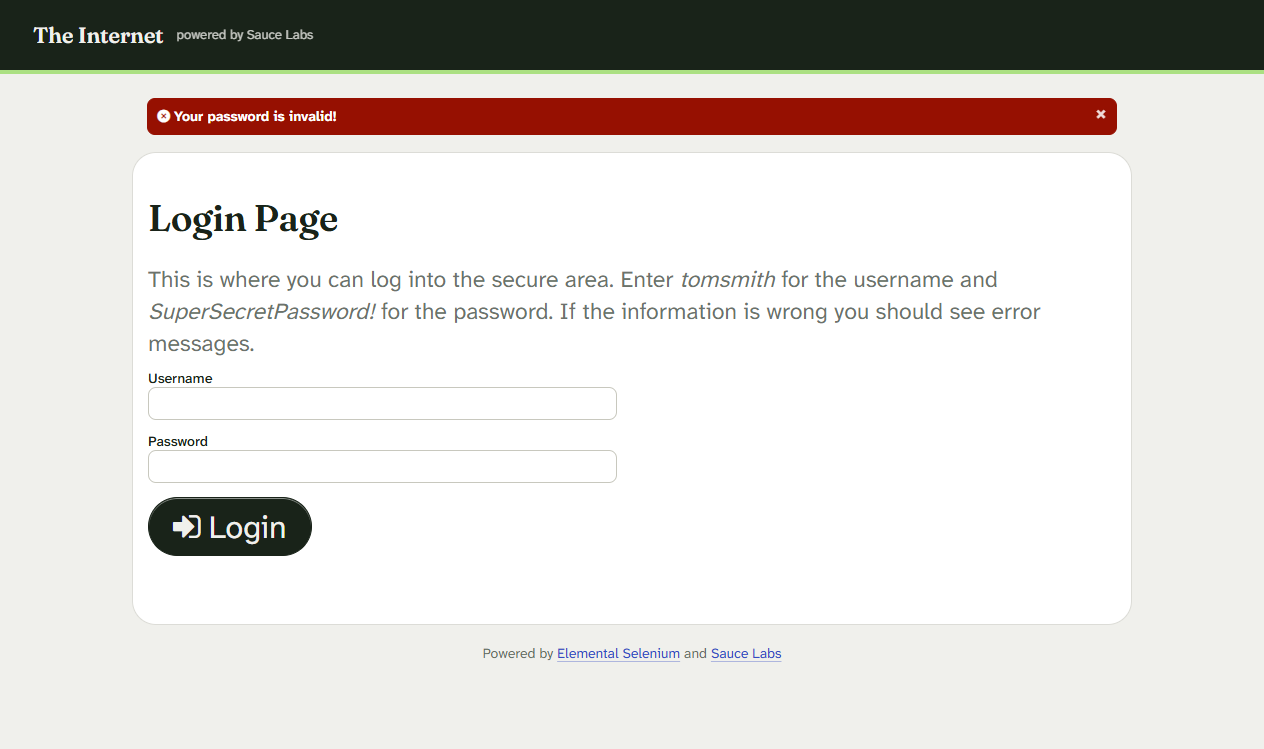 The Internet powered by Sauce Labs
Your password is invalid!
Login Page
This is where you can log into the secure area. Enter tomsmith for the username and
SuperSecretPassword! for the password. If the information is wrong you should see error
messages.
Username
Password
Login
Powered by Elemental Selenium and Sauce Labs